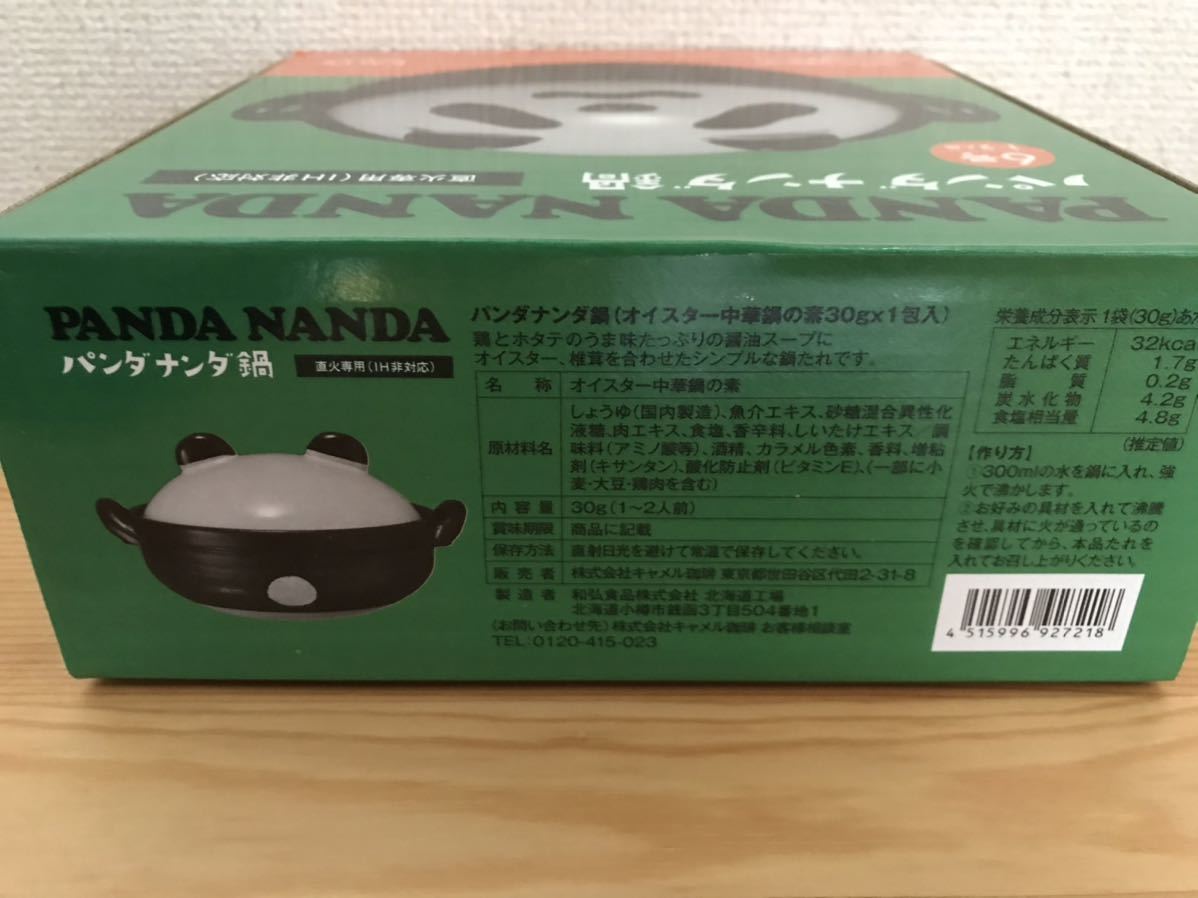 6号
パンダナンダ鍋
直火専用(IH非対応)
PANDA NANDA
PANDA NANDA
パンダナンダ鍋
直火専用(IH非対応)
パンダナンダ鍋(オイスター中華鍋の素30g×1包入)
鶏とホタテのうま味たっぷりの醤油スープに
オイスター、椎茸を合わせたシンプルな鍋たれです。
名称 オイスター中華鍋の素
原材料名 しょうゆ(国内製造)、魚介エキス、砂糖混合異性化
液糖、肉エキス、食塩、香辛料、しいたけエキス/調
味料(アミノ酸等)、酒精、カラメル色素、香料、増粘
剤(キサンタン)、酸化防止剤(ビタミンE)、(一部に小
麦・大豆・鶏肉を含む)
内容量 30g(1〜2人前)
賞味期限 商品に記載
保存方法 直射日光を避けて常温で保存してください。
販売者 株式会社キャメル珈琲 東京都世田谷区代田2-31-8
製造者 和弘食品株式会社 北海道工場
北海道小樽市銭函3丁目504番地1
〈お問い合わせ先〉株式会社キャメル珈琲 お客様相談室
TEL:0120-415-023
栄養成分表示 1袋(30g)あ
エネルギー 32kca
たんぱく質 1.7g
脂質 0.2g
炭水化物 4.2g
食塩相当量 4.8g
(推定値)
【作り方】
①300mlの水を鍋に入れ、強
火で沸かします。
②お好みの具材を入れて沸騰
させ、具材に火が通っているの
を確認してから、本品たれを
入れてお召し上がりください。
4 515996 927218